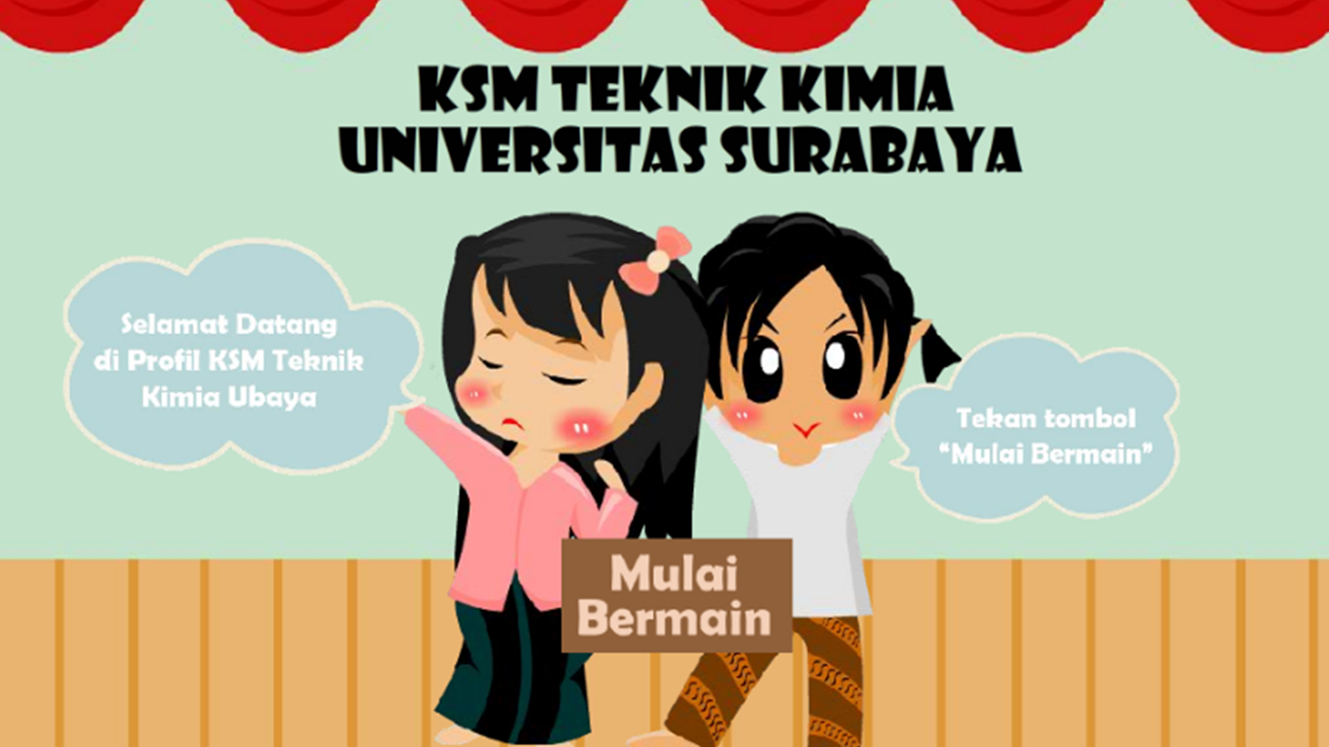 KSM TEKNIK KIMIA
UNIVERSITAS SURABAYA
Selamat Datang
di Profil KSM Teknik
Kimia Ubaya
Tekan tombol
“Mulai Bermain”
Mulai
Bermain